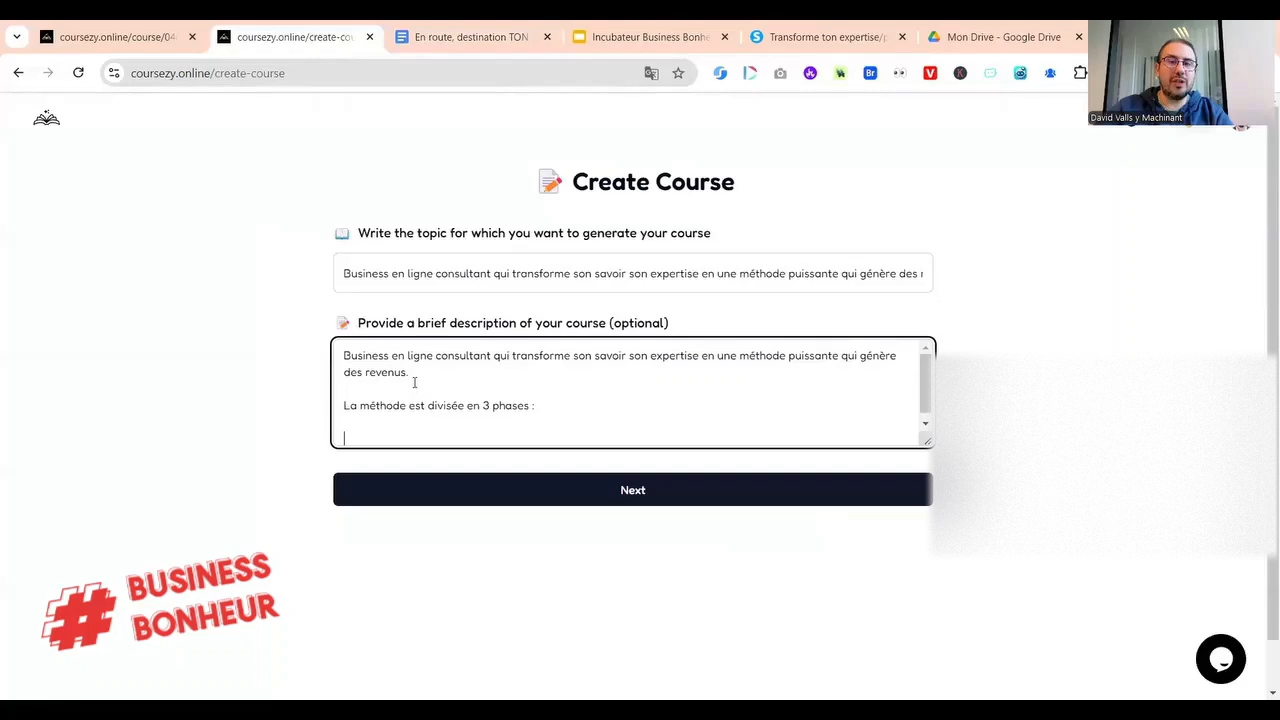 coursezy.online/course/04
coursezy.online/create-cou
En route, destination TON
Incubateur Business Bonhe
Transforme ton expertise/p
Mon Drive - Google Drive
coursezy.online/create-course
David Valls y Machinant
Create Course
Write the topic for which you want to generate your course
Business en ligne consultant qui transforme son savoir son expertise en une méthode puissante qui génère des r
Provide a brief description of your course (optional)
Business en ligne consultant qui transforme son savoir son expertise en une méthode puissante qui génère
des revenus.
La méthode est divisée en 3 phases :
Next
# BUSINESS
BONHEUR